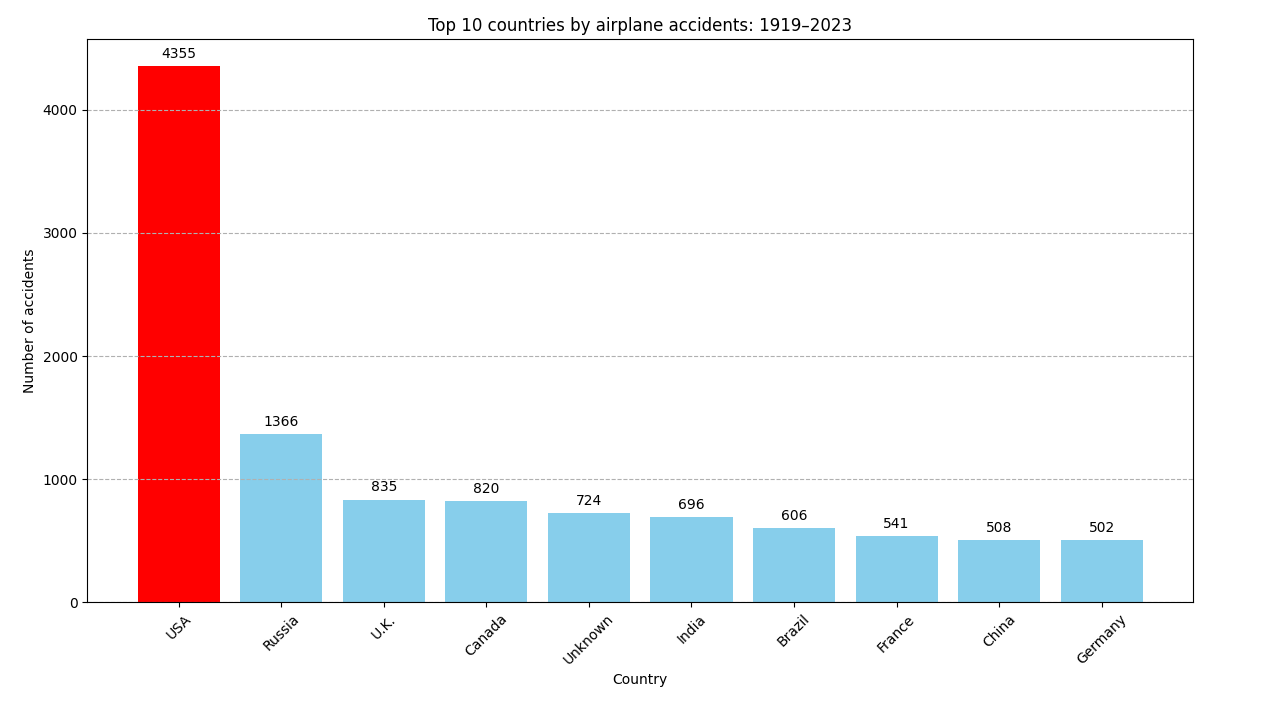 Top 10 countries by airplane accidents: 1919–2023
Number of accidents
4000
3000
2000
1000
0
4355
1366
835
820
724
696
606
541
508
502
USA
Russia
U.K.
Canada
Unknown
India
Brazil
France
China
Germany
Country